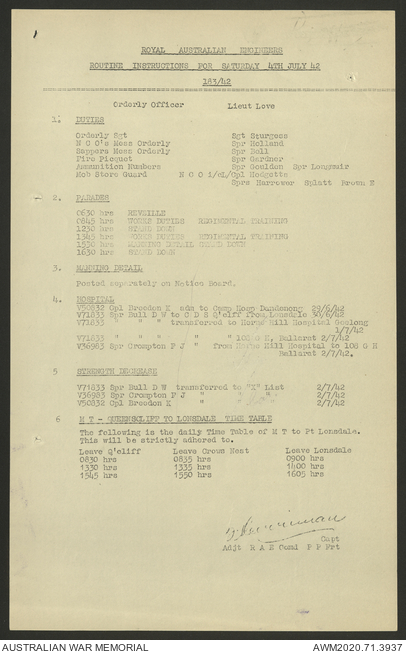 1
ROYAL AUSTRALIAN ENGINEERS
ROUTINE INSTRUCTIONS FOR SATURDAY 4TH JULY 42
183/42
Orderly Officer Lieut Love
1. DUTIES
Orderly Sgt Sgt Sturgess
N C O's Mess Orderly Spr Holland
Sappers Mess Orderly Spr Ball
Fire Picquet Spr Gardner
Ammunition Numbers Spr Goulden Spr Longmuir
Mob Store Guard N C O i/c L/Cpl Hodgetts
Sprs Harrower Splatt Brown E
2. PARADES
0630 hrs REVEILLE
0645 hrs WORKS DUTIES REGIMENTAL TRAINING
1230 hrs STAND DOWN
1345 hrs WORKS DUTIES REGIMENTAL TRAINING
1530 hrs MANNING DETAIL STAND DOWN
1630 hrs STAND DOWN
3. MANNING DETAIL
Posted separately on Notice Board.
4. HOSPITAL
V50832 Cpl Breedon E adm to Camp Hosp Dandenong 29/6/42
V71833 Spr Bull D W to C D S Q'cliff from Lonsdale 30/6/42
V71833 " " " transferred to Herne Hill Hospital Geelong
1/7/42
V71833 " " " " " 106 G H, Ballarat 2/7/42
V36983 Spr Crompton F J " from Herne Hill Hospital to 106 G H
Ballarat 2/7/42.
5 STRENGTH DECREASE
V71833 Spr Bull D W transferred to "X" List 2/7/42
V36983 Spr Crompton F J " " " " 2/7/42
V50832 Cpl Breedon E " " " 2/7/42
6 M T - QUEENSCLIFF TO LONSDALE TIME TABLE
The following is the daily Time Table of M T to Pt Lonsdale.
This will be strictly adhered to.
Leave Q'cliff Leave Crows Nest Leave Lonsdale
0830 hrs 0835 hrs 0900 hrs
1330 hrs 1335 hrs 1400 hrs
1545 hrs 1550 hrs 1605 hrs
Capt
Adjt R A E Coml P P Frt
AUSTRALIAN WAR MEMORIAL AWM2020.71.3937